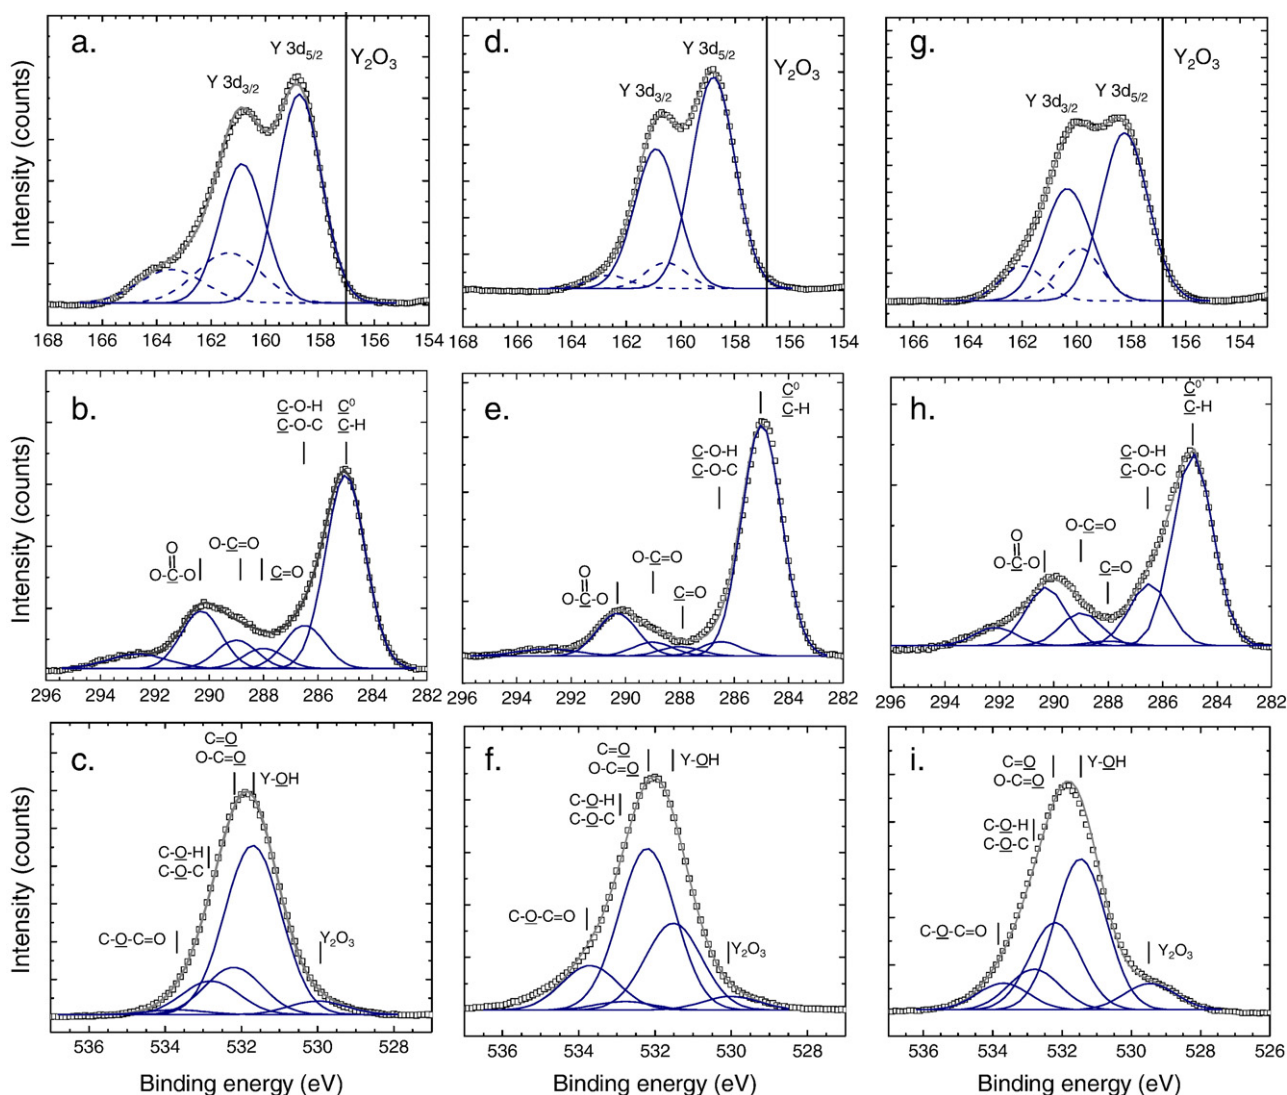 a.
Y 3d5/2
Y 3d3/2
Y2O3
Intensity (counts)
168 166 164 162 160 158 156 154
d.
Y 3d5/2
Y 3d3/2
Y2O3
164 162 160 158 156 154
g.
Y 3d5/2
Y 3d3/2
Y2O3
166 164 162 160 158 156 154
b.
C-O-H
C-O-C
C0
C-H
O
O-C-O
O-C=O
C=O
Intensity (counts)
296 294 292 290 288 286 284 282
e.
C0
C-H
C-O-H
C-O-C
O
O-C-O
O-C=O
C=O
296 294 292 290 288 286 284 282
h.
C0
C-H
C-O-H
C-O-C
O
O-C-O
O-C=O
C=O
296 294 292 290 288 286 284 282
c.
C=O
O-C=O
Y-OH
C-O-H
C-O-C
C-O-C=O
Y2O3
Intensity (counts)
536 534 532 530 528
Binding energy (eV)
f.
C=O
O-C=O
Y-OH
C-O-H
C-O-C
C-O-C=O
Y2O3
536 534 532 530 528
Binding energy (eV)
i.
C=O
O-C=O
Y-OH
C-O-H
C-O-C
C-O-C=O
Y2O3
536 534 532 530 528 526
Binding energy (eV)